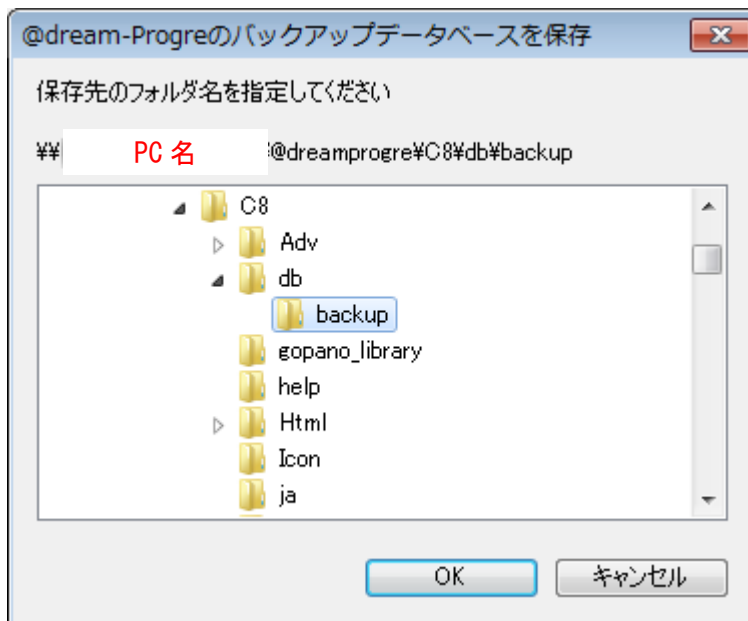 @dream-Progreのバックアップデータベースを保存
保存先のフォルダ名を指定してください
¥¥ PC 名 ¥@dreamprogre¥C8¥db¥backup
C8
Adv
db
backup
gopano_library
help
Html
Icon
ja
OK キャンセル